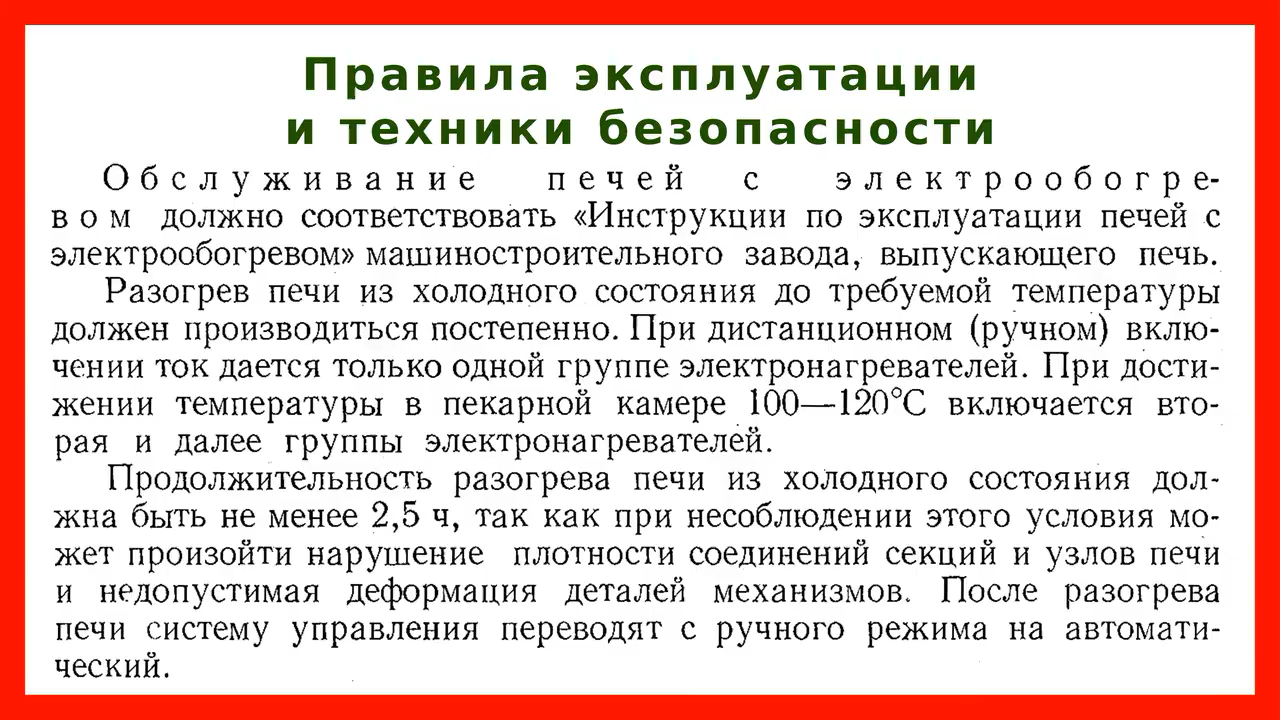 Правила эксплуатации
и техники безопасности
Обслуживание печей с электрообогре-
вом должно соответствовать «Инструкции по эксплуатации печей с
электрообогревом» машиностроительного завода, выпускающего печь.
Разогрев печи из холодного состояния до требуемой температуры
должен производиться постепенно. При дистанционном (ручном) вклю-
чении ток дается только одной группе электронагревателей. При дости-
жении температуры в пекарной камере 100—120°С включается вто-
рая и далее группы электронагревателей.
Продолжительность разогрева печи из холодного состояния дол-
жна быть не менее 2,5 ч, так как при несоблюдении этого условия мо-
жет произойти нарушение плотности соединений секций и узлов печи
и недопустимая деформация деталей механизмов. После разогрева
печи систему управления переводят с ручного режима на автомати-
ческий.